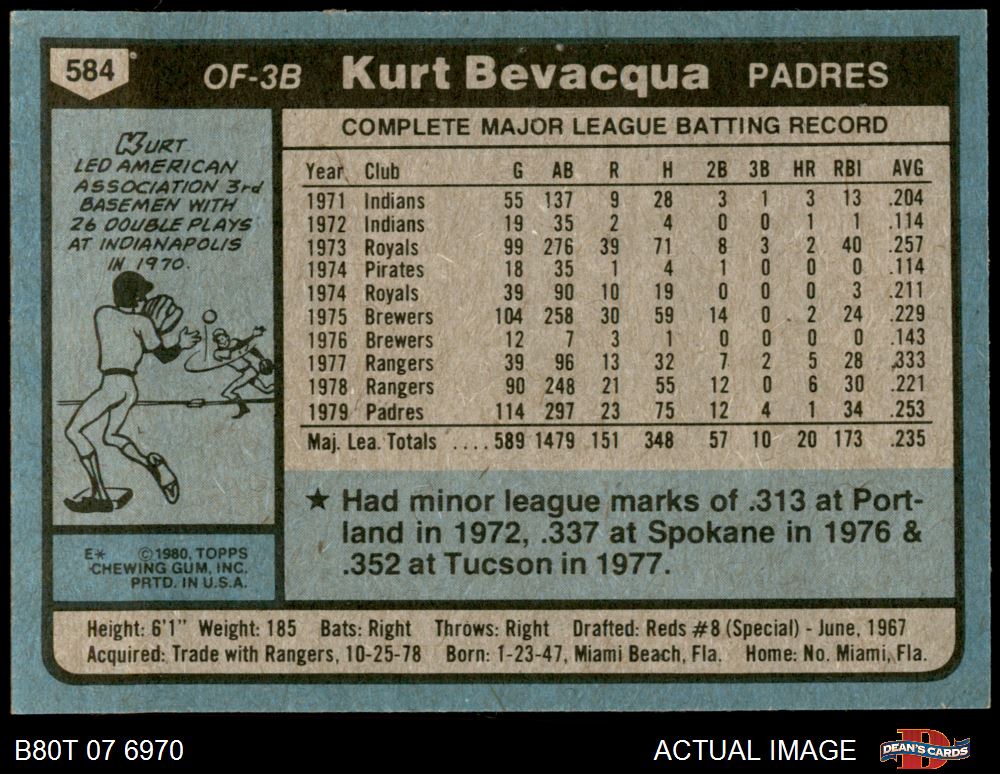 584 OF-3B Kurt Bevacqua PADRES
KURT
LED AMERICAN
ASSOCIATION 3rd
BASEMEN WITH
26 DOUBLE PLAYS
AT INDIANAPOLIS
IN 1970.
COMPLETE MAJOR LEAGUE BATTING RECORD
Year Club G AB R H 2B 3B HR RBI AVG
1971 Indians 55 137 9 28 3 1 3 13 .204
1972 Indians 19 35 2 4 0 0 1 1 .114
1973 Royals 99 276 39 71 8 3 2 40 .257
1974 Pirates 18 35 1 4 1 0 0 0 .114
1974 Royals 39 90 10 19 0 0 0 3 .211
1975 Brewers 104 258 30 59 14 0 2 24 .229
1976 Brewers 12 7 3 1 0 0 0 0 .143
1977 Rangers 39 96 13 32 7 2 5 28 .333
1978 Rangers 90 248 21 55 12 0 6 30 .221
1979 Padres 114 297 23 75 12 4 1 34 .253
Maj. Lea. Totals ....589 1479 151 348 57 10 20 173 .235
★ Had minor league marks of .313 at Port-
land in 1972, .337 at Spokane in 1976 &
.352 at Tucson in 1977.
E* ©1980, TOPPS
CHEWING GUM, INC.
PRTD. IN U.S.A.
Height: 6'1" Weight: 185 Bats: Right Throws: Right Drafted: Reds #8 (Special) - June, 1967
Acquired: Trade with Rangers, 10-25-78 Born: 1-23-47, Miami Beach, Fla. Home: No. Miami, Fla.
B80T 07 6970 ACTUAL IMAGE DEAN'S CARDS